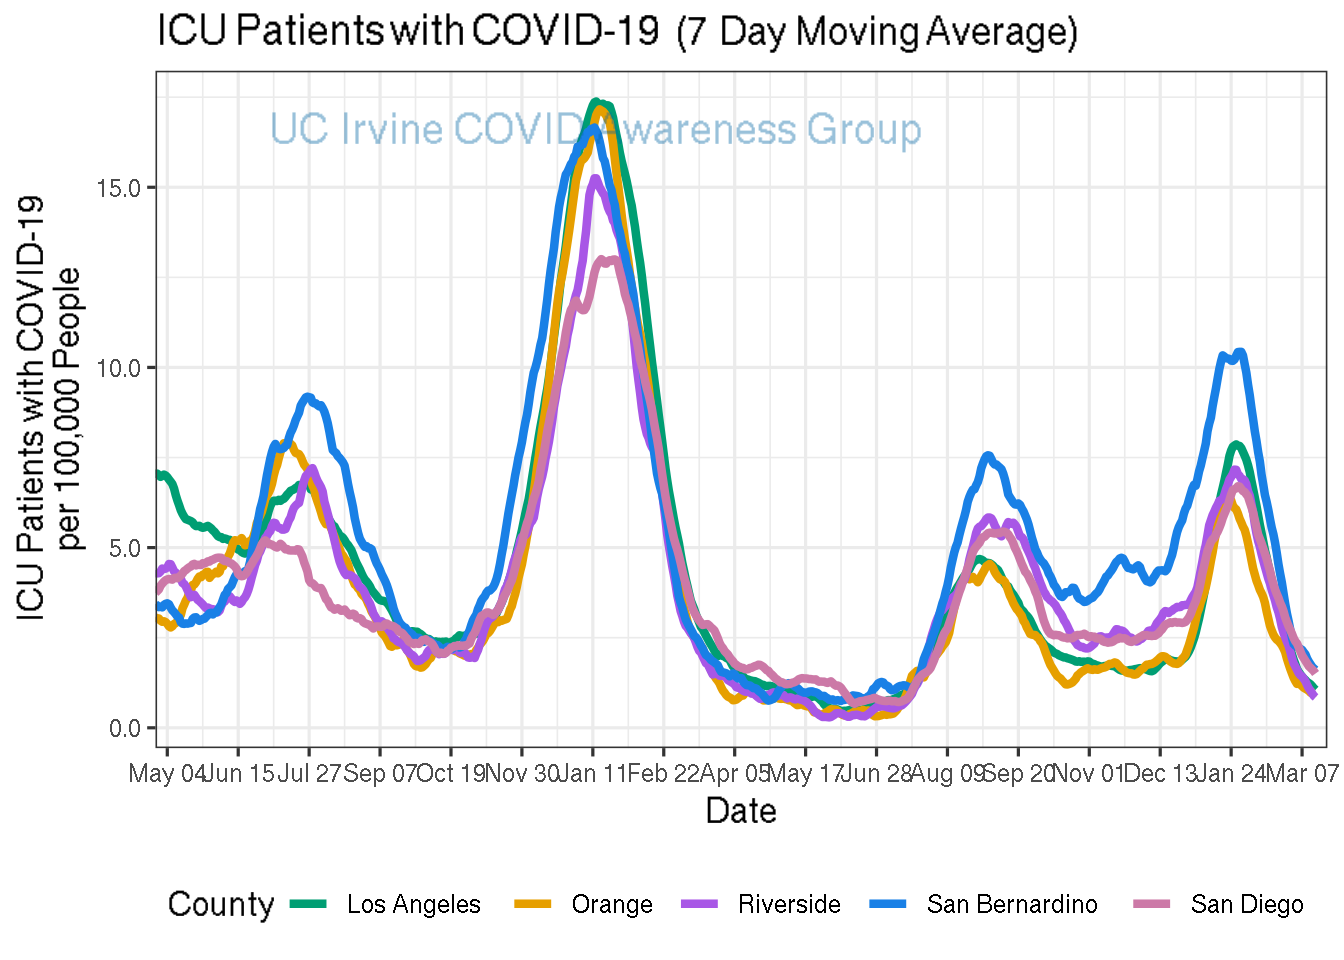 ICU Patients with COVID-19 (7 Day Moving Average)
UC Irvine COVID Awareness Group
ICU Patients with COVID-19
per 100,000 People
15.0
10.0
5.0
0.0
May 04 Jun 15 Jul 27 Sep 07 Oct 19 Nov 30 Jan 11 Feb 22 Apr 05 May 17 Jun 28 Aug 09 Sep 20 Nov 01 Dec 13 Jan 24 Mar 07
Date
County Los Angeles Orange Riverside San Bernardino San Diego